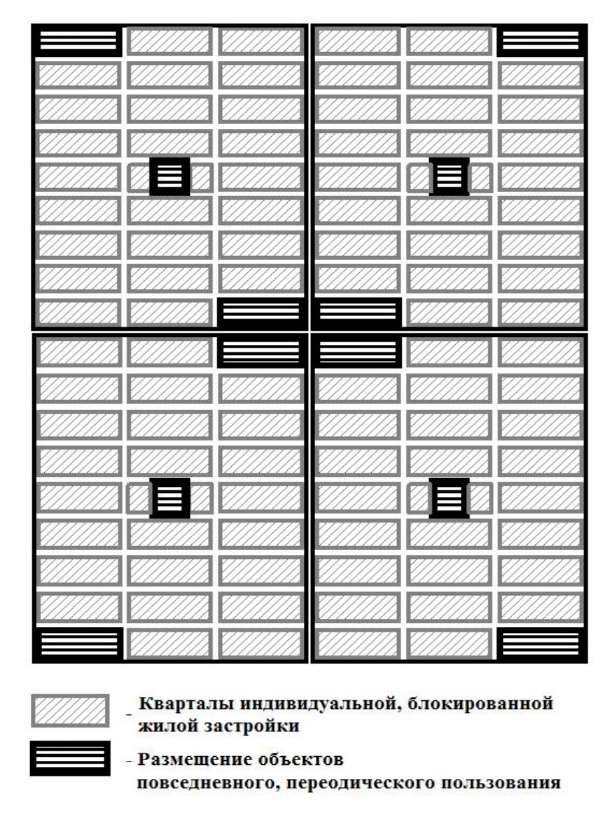 - Кварталы индивидуальной, блокированной
жилой застройки
- Размещение объектов
повседневного, переодического пользования